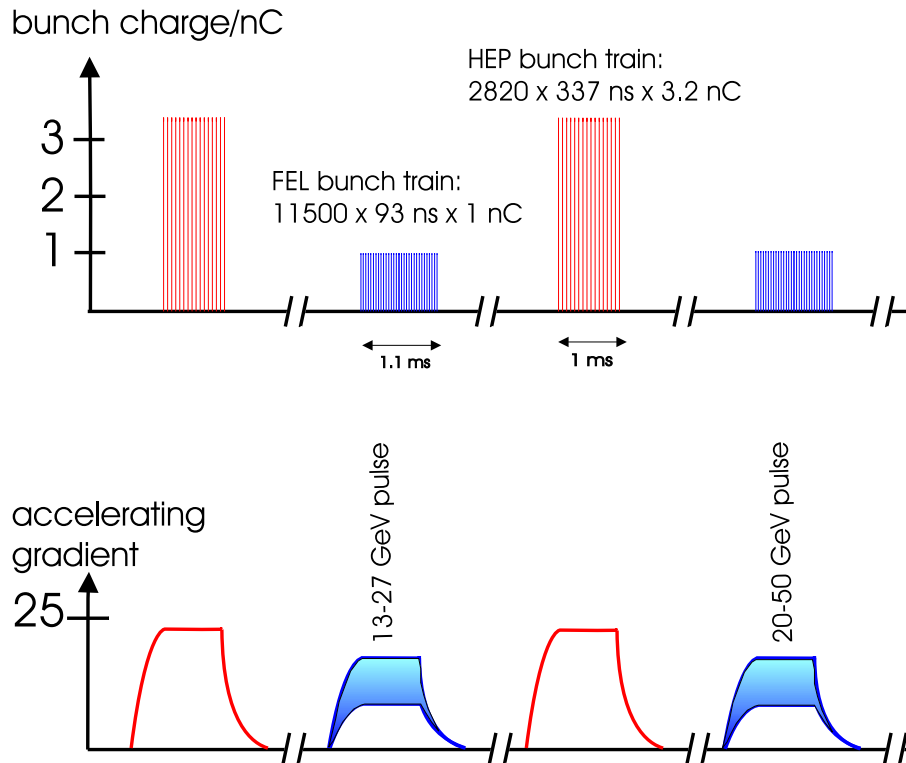 bunch charge/nC
HEP bunch train:
2820 x 337 ns x 3.2 nC
3
FEL bunch train:
11500 x 93 ns x 1 nC
2
1
1.1 ms
1 ms
13-27 GeV pulse
20-50 GeV pulse
accelerating
gradient
25